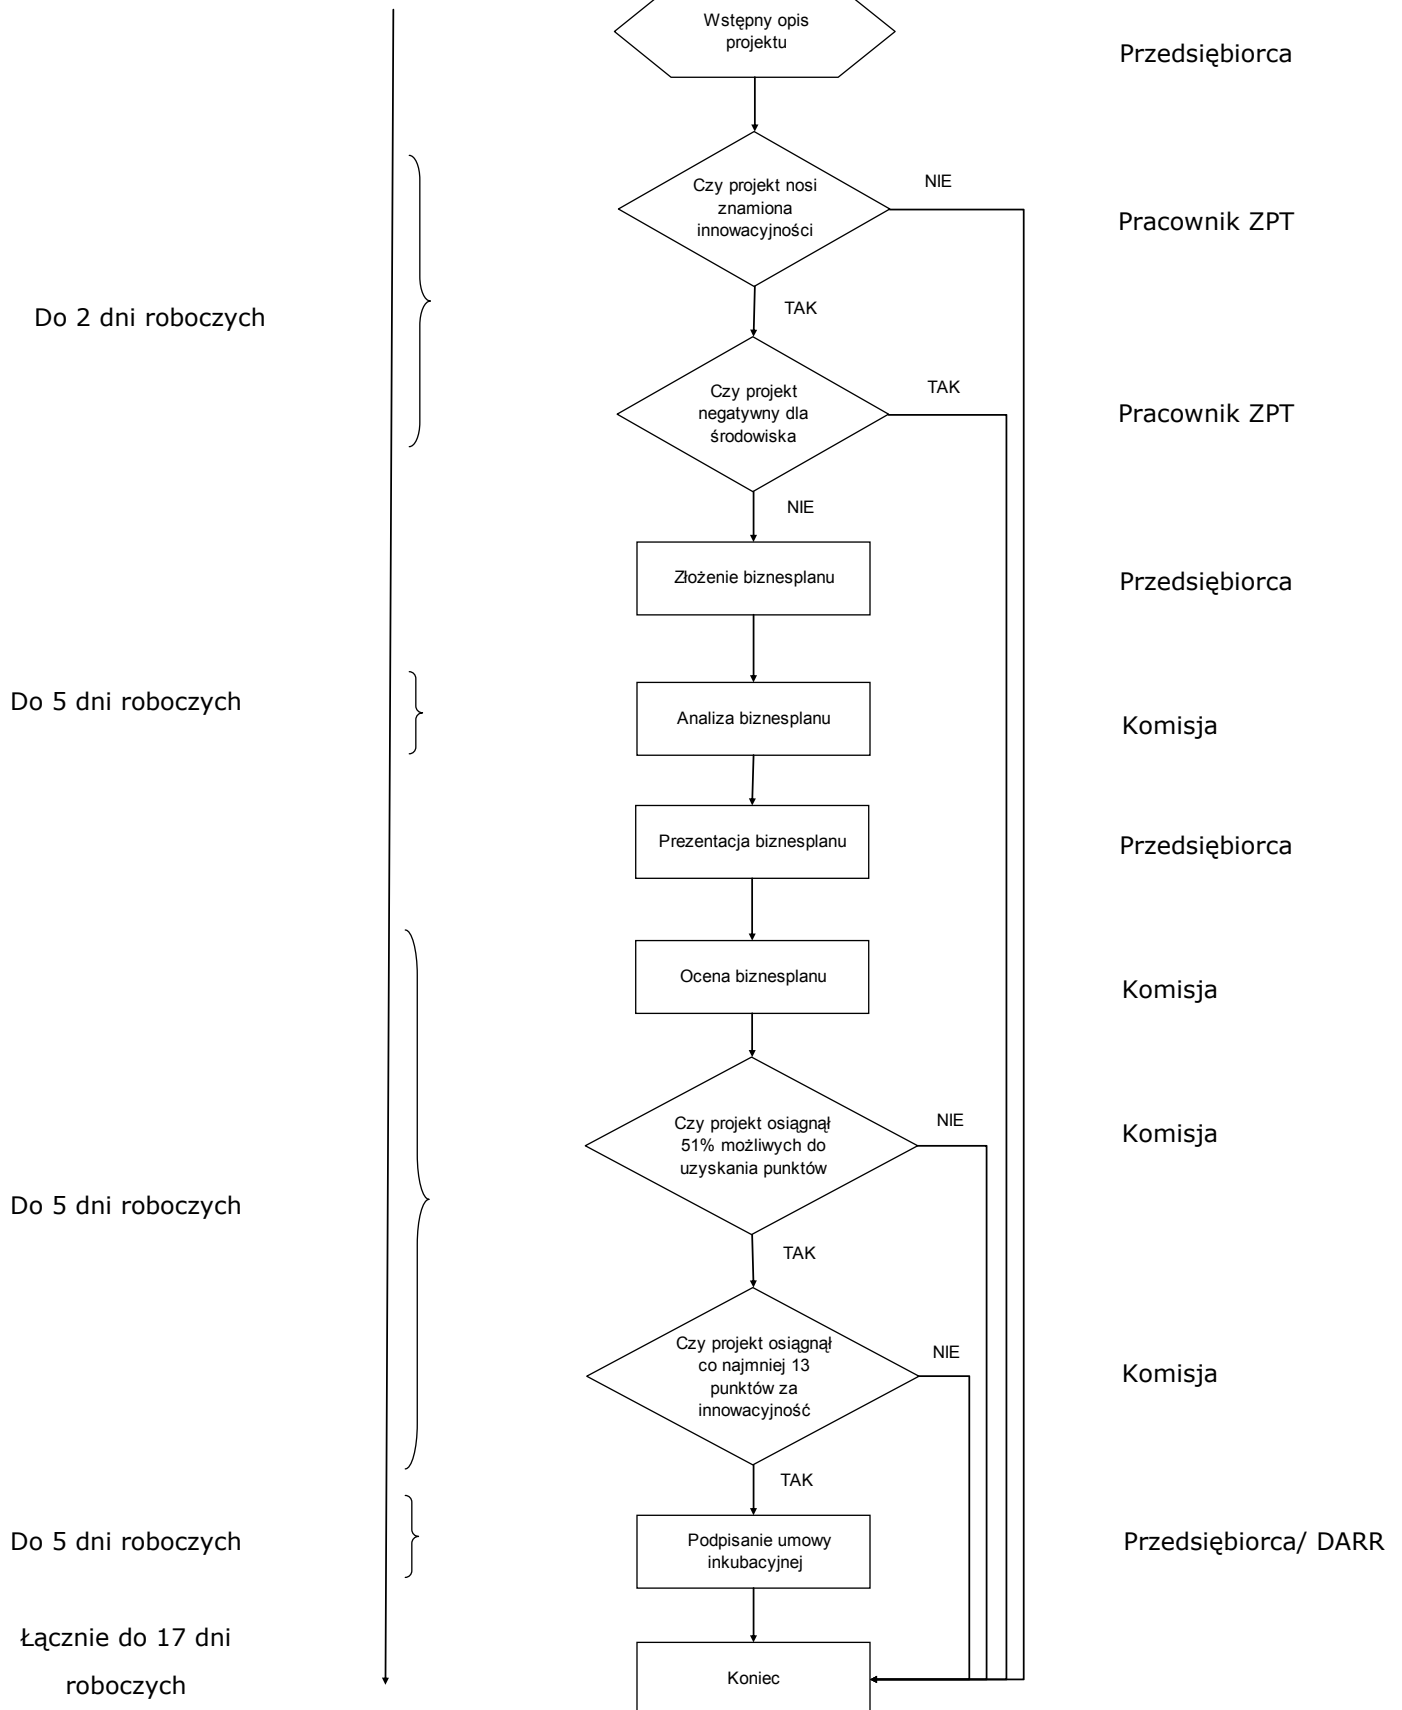 Wstępny opis
projektu
Przedsiębiorca
Czy projekt nosi
znamiona
innowacyjności
NIE
Pracownik ZPT
Do 2 dni roboczych
TAK
Czy projekt
negatywny dla
środowiska
TAK
Pracownik ZPT
NIE
Złożenie biznesplanu
Przedsiębiorca
Do 5 dni roboczych
Analiza biznesplanu
Komisja
Prezentacja biznesplanu
Przedsiębiorca
Ocena biznesplanu
Komisja
Czy projekt osiągnął
51% możliwych do
uzyskania punktów
NIE
Komisja
Do 5 dni roboczych
TAK
Czy projekt osiągnął
co najmniej 13
punktów za
innowacyjność
NIE
Komisja
TAK
Do 5 dni roboczych
Podpisanie umowy
inkubacyjnej
Przedsiębiorca/ DARR
Łącznie do 17 dni
roboczych
Koniec